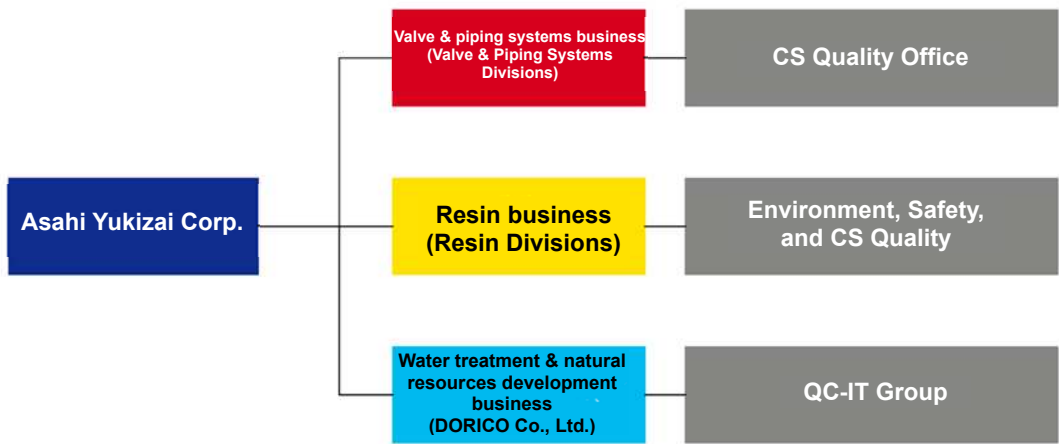 Valve & piping systems business
(Valve & Piping Systems
Divisions)
CS Quality Office
Asahi Yukizai Corp.
Resin business
(Resin Divisions)
Environment, Safety,
and CS Quality
Water treatment & natural
resources development
business
(DORICO Co., Ltd.)
QC-IT Group